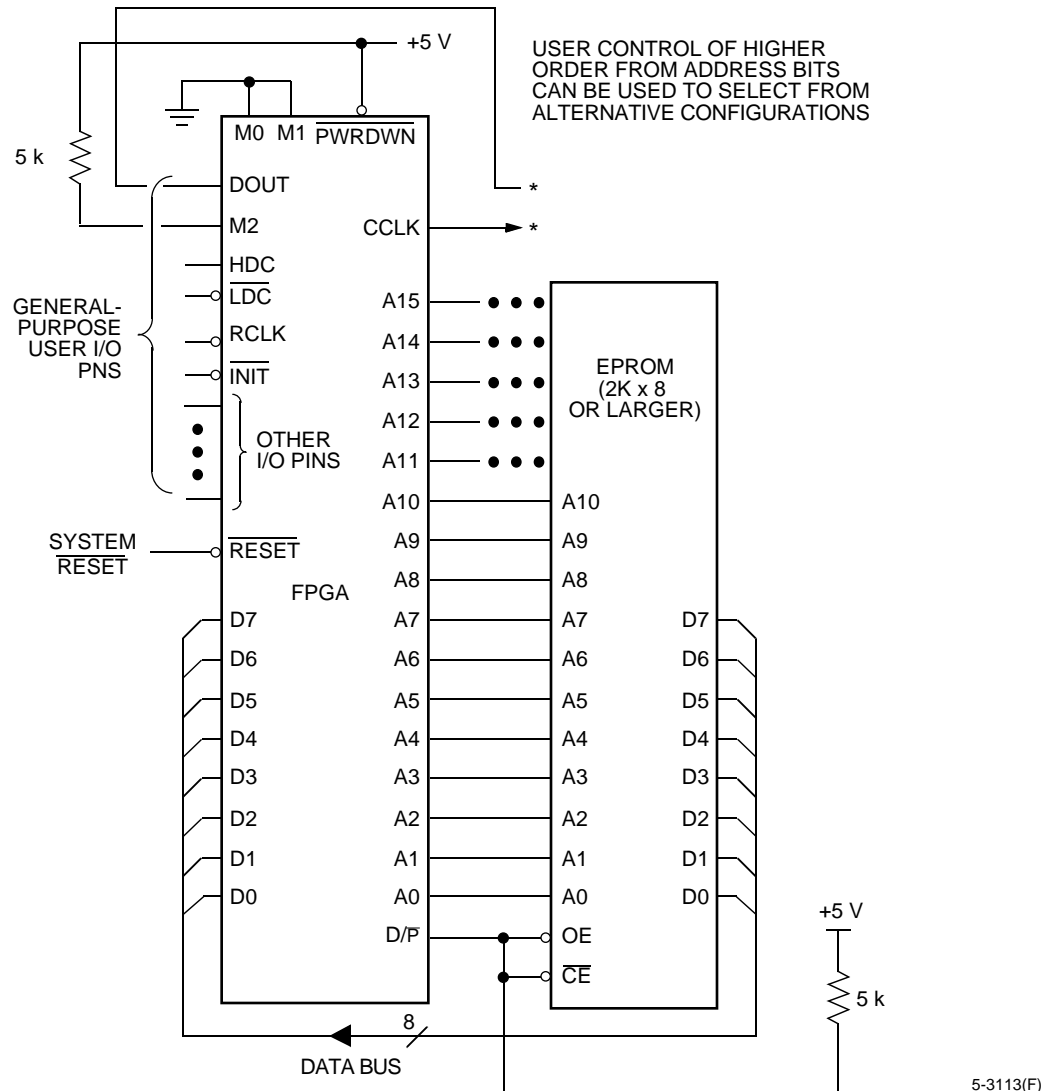 +5 V
USER CONTROL OF HIGHER
ORDER FROM ADDRESS BITS
CAN BE USED TO SELECT FROM
ALTERNATIVE CONFIGURATIONS
M0 M1 PWRDWN
5 k
DOUT
*
M2
CCLK
*
HDC
LDC
RCLK
INIT
GENERAL-
PURPOSE
USER I/O
PNS
OTHER
I/O PINS
SYSTEM
RESET
RESET
FPGA
D7
D6
D5
D4
D3
D2
D1
D0
A15
A14
A13
A12
A11
A10
A9
A8
A7
A6
A5
A4
A3
A2
A1
A0
D/P
EPROM
(2K x 8
OR LARGER)
A10
A9
A8
A7
A6
A5
A4
A3
A2
A1
A0
OE
CE
D7
D6
D5
D4
D3
D2
D1
D0
+5 V
5 k
8
DATA BUS
5-3113(F)